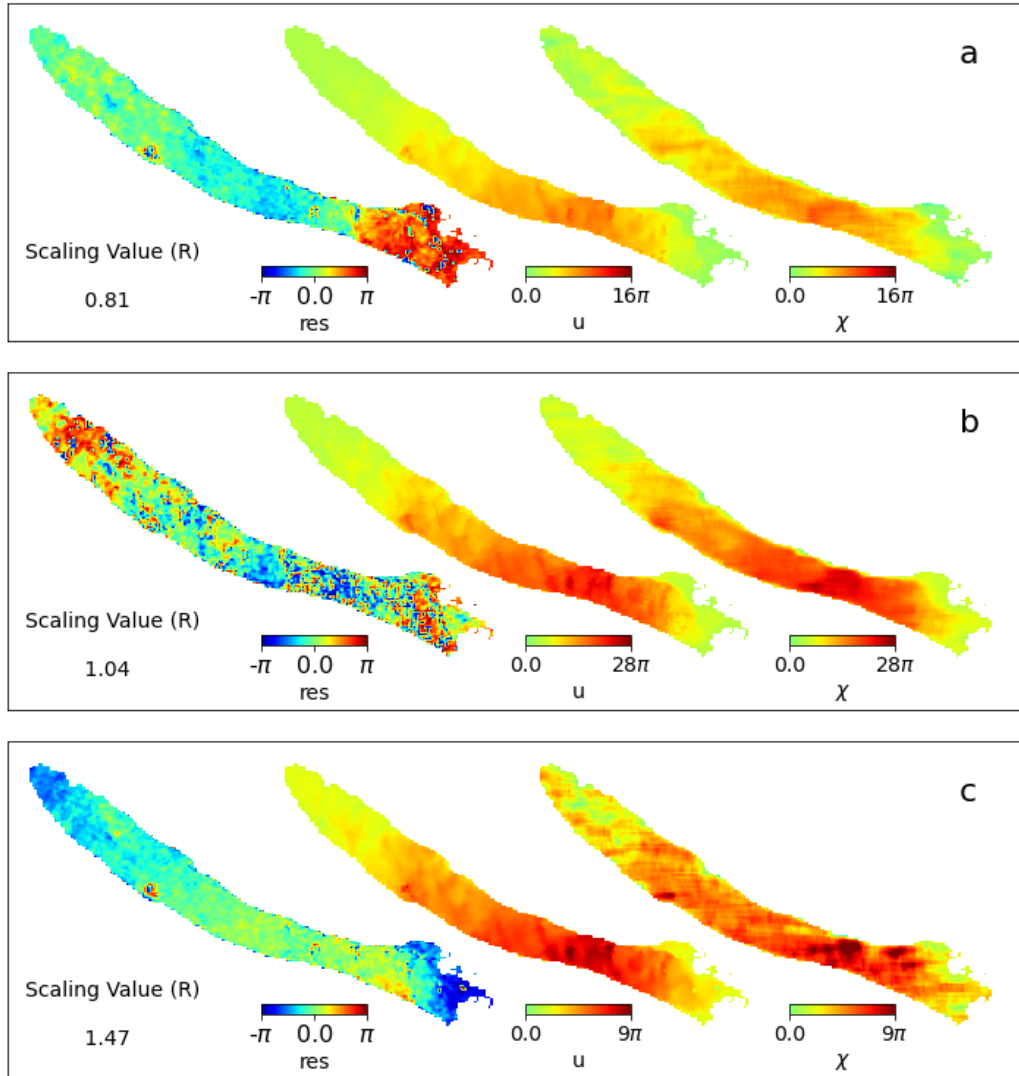 a
Scaling Value (R)
0.81
-π 0.0 π
res
0.0 16π
u
0.0 16π
χ
b
Scaling Value (R)
1.04
-π 0.0 π
res
0.0 28π
u
0.0 28π
χ
c
Scaling Value (R)
1.47
-π 0.0 π
res
0.0 9π
u
0.0 9π
χ